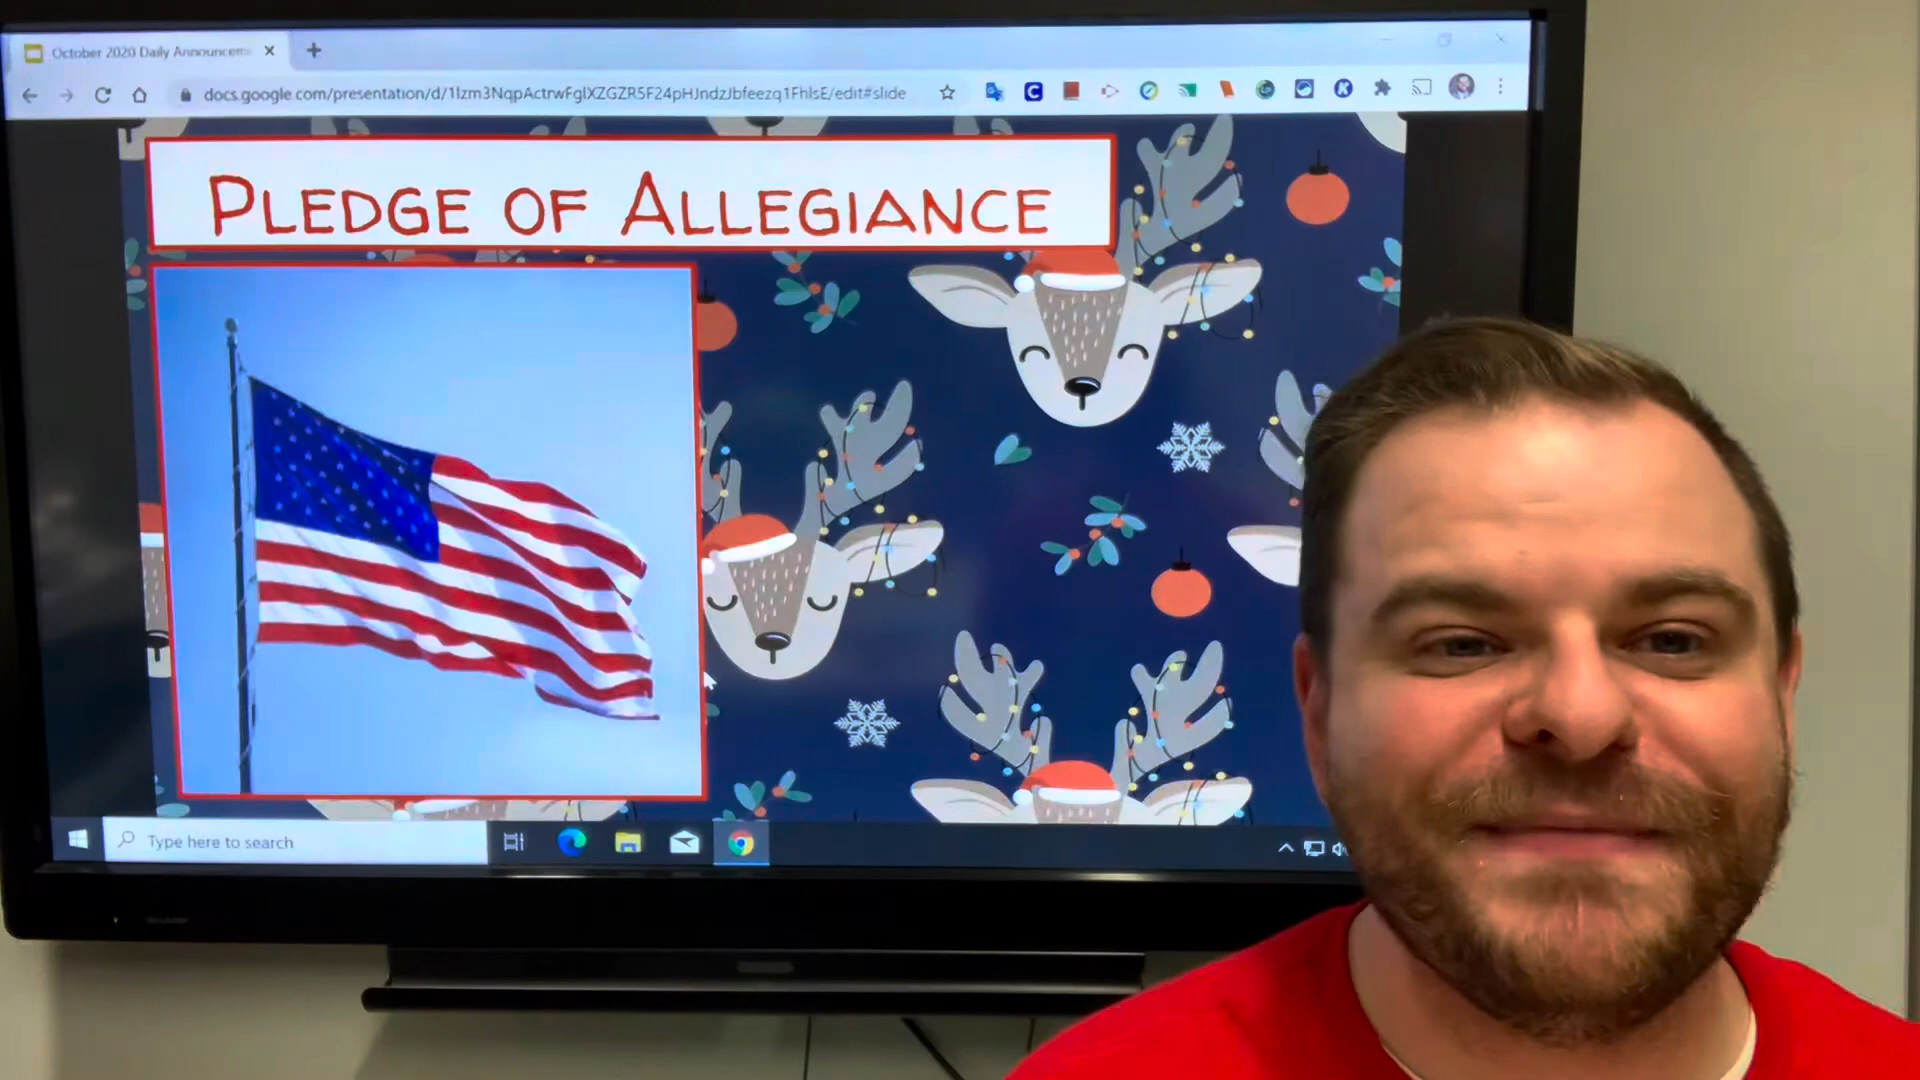 October 2020 Daily Announcem
docs.google.com/presentation/d/1lzm3NqpActrwFglXZGZR5F24pHJndzJbfeezq1FhlsE/edit#slide
PLEDGE OF ALLEGIANCE
Type here to search